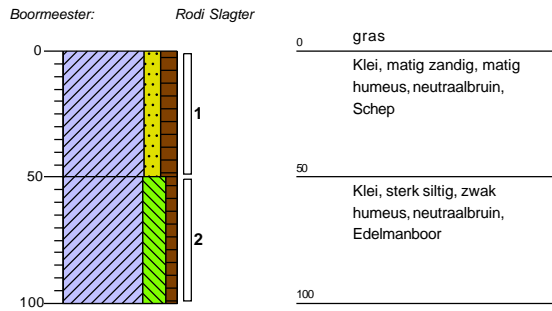 Boormeester: Rodi Slagter
0
50
100
1
2
0 gras
Klei, matig zandig, matig
humeus, neutraalbruin,
Schep
50
Klei, sterk siltig, zwak
humeus, neutraalbruin,
Edelmanboor
100